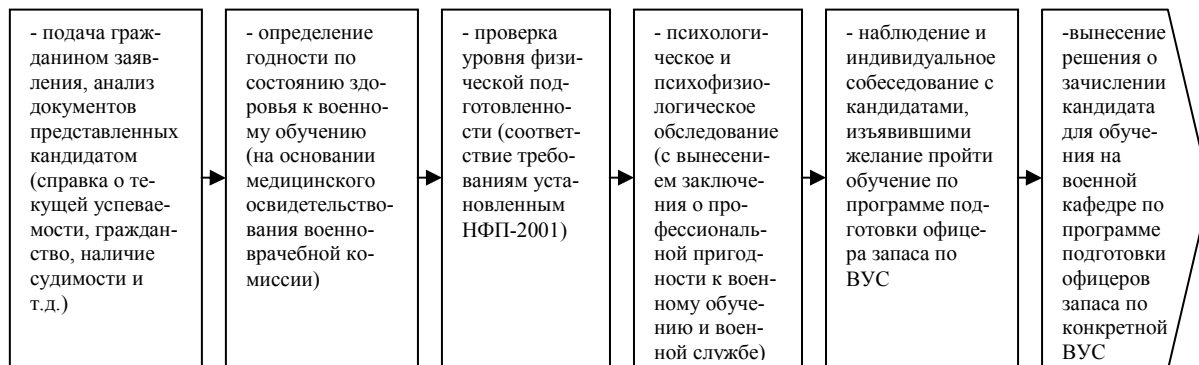 - подача граж-
данином заяв-
ления, анализ
документов
представленных
кандидатом
(справка о те-
кущей успевае-
мости, граждан-
ство, наличие
судимости и
т.д.)
- определение
годности по
состоянию здо-
ровья к военно-
му обучению
(на основании
медицинского
освидетельство-
вания военно-
врачебной ко-
миссии)
- проверка
уровня физи-
ческой под-
готовленно-
сти (соответ-
ствие требо-
ваниям уста-
новленным
НФП-2001)
- психологи-
ческое и
психофизио-
логическое
обследование
(с вынесени-
ем заключе-
ния о про-
фессиональ-
ной пригодно-
сти к воен-
ному обуче-
нию и воен-
ной службе)
- наблюдение и
индивидуальное
собеседование с
кандидатами,
изъявившими
желание пройти
обучение по
программе под-
готовки офице-
ра запаса по
ВУС
-вынесение
решения о
зачислении
кандидата
для обуче-
ния на
военной
кафедре по
программе
подготовки
офицеров
запаса по
конкретной
ВУС